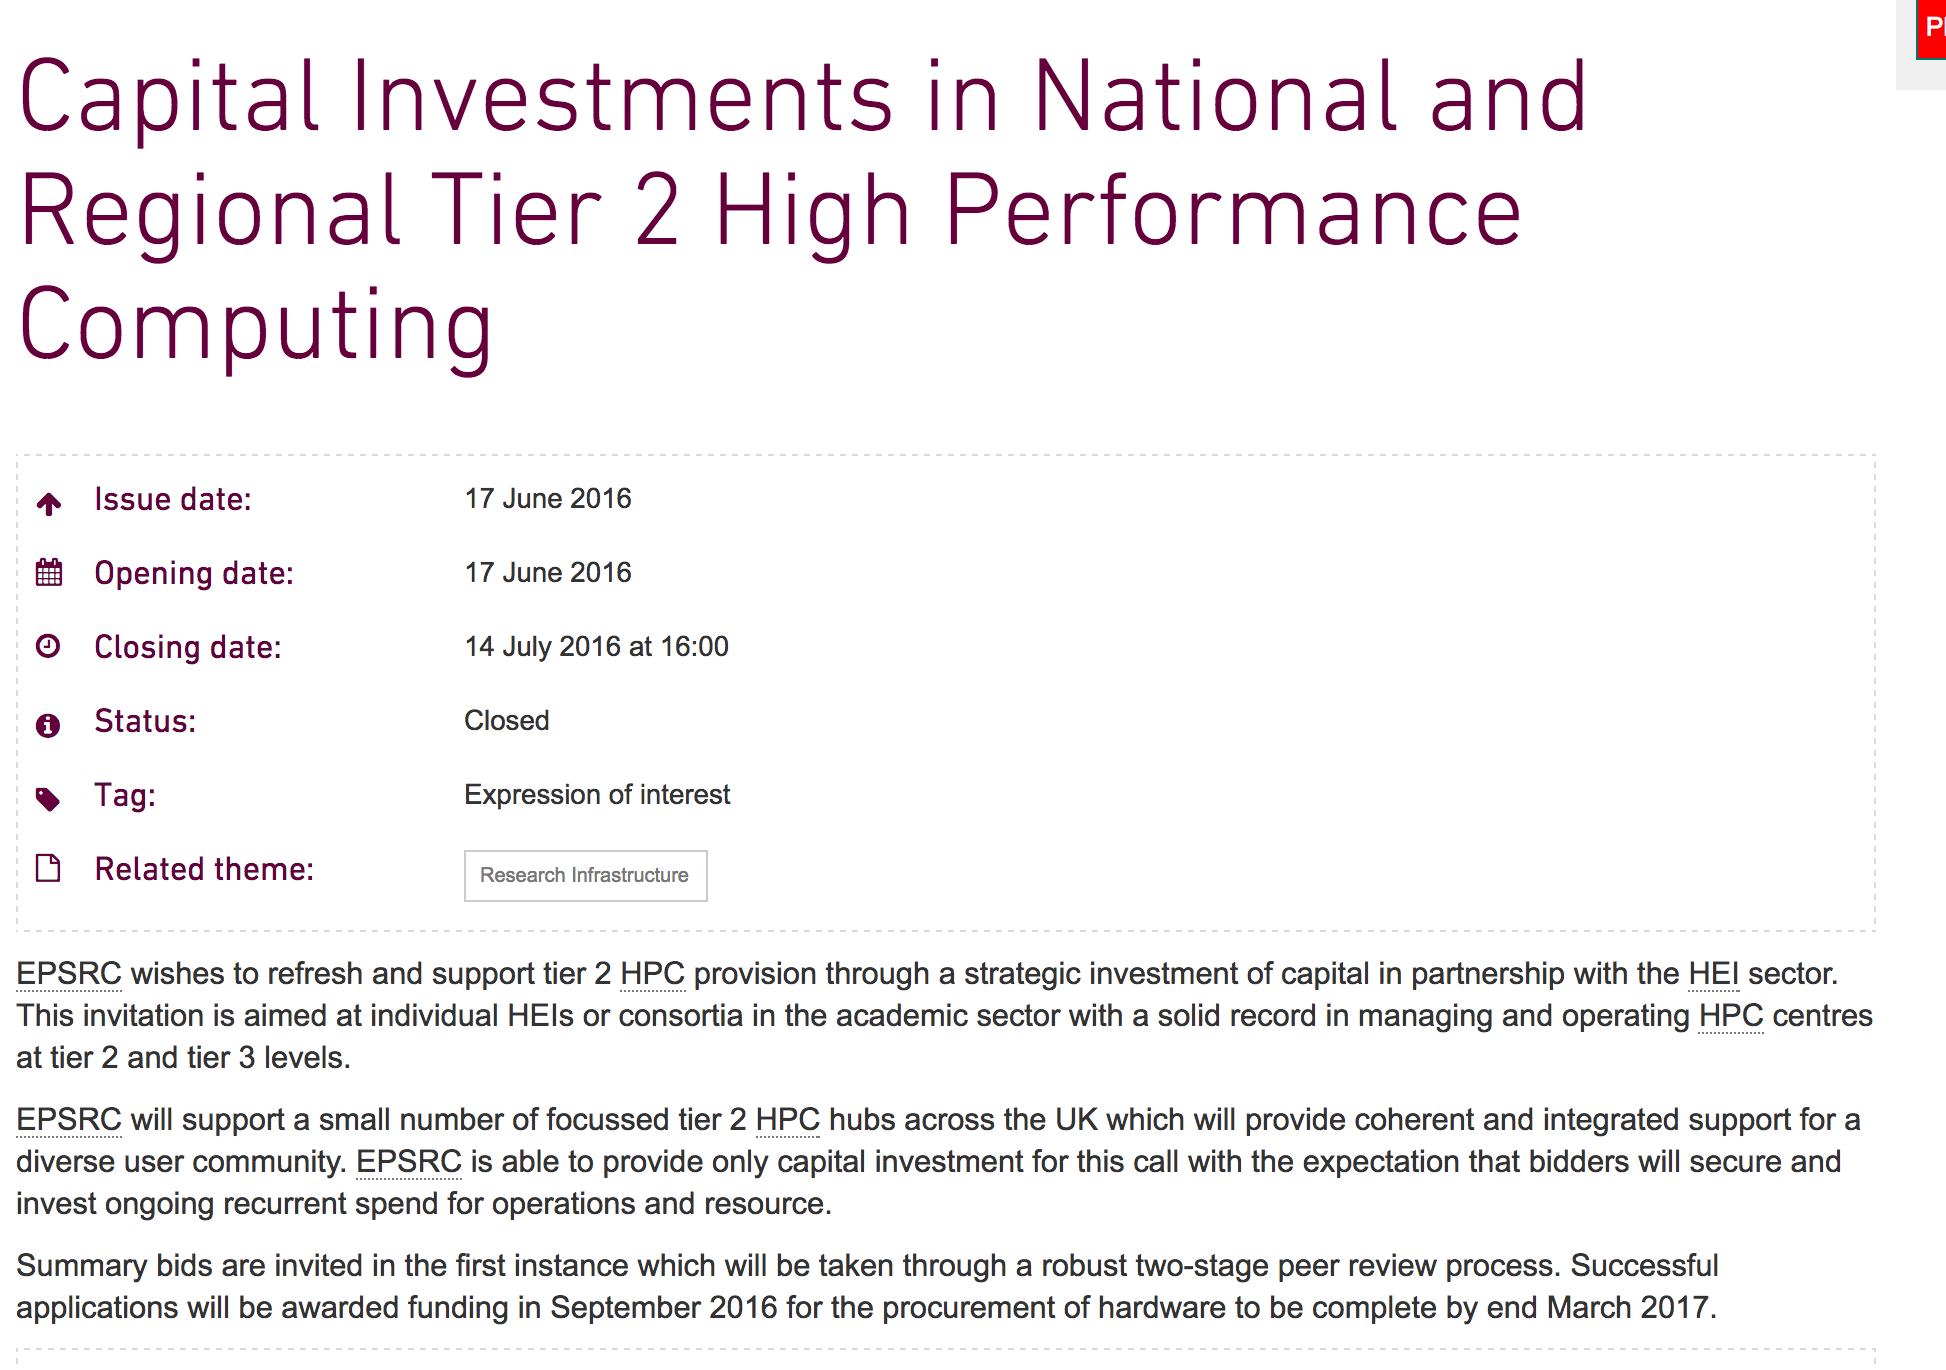 Capital Investments in National and
Regional Tier 2 High Performance
Computing
Issue date: 17 June 2016
Opening date: 17 June 2016
Closing date: 14 July 2016 at 16:00
Status: Closed
Tag: Expression of interest
Related theme: Research Infrastructure
EPSRC wishes to refresh and support tier 2 HPC provision through a strategic investment of capital in partnership with the HEI sector.
This invitation is aimed at individual HEIs or consortia in the academic sector with a solid record in managing and operating HPC centres
at tier 2 and tier 3 levels.
EPSRC will support a small number of focussed tier 2 HPC hubs across the UK which will provide coherent and integrated support for a
diverse user community. EPSRC is able to provide only capital investment for this call with the expectation that bidders will secure and
invest ongoing recurrent spend for operations and resource.
Summary bids are invited in the first instance which will be taken through a robust two-stage peer review process. Successful
applications will be awarded funding in September 2016 for the procurement of hardware to be complete by end March 2017.